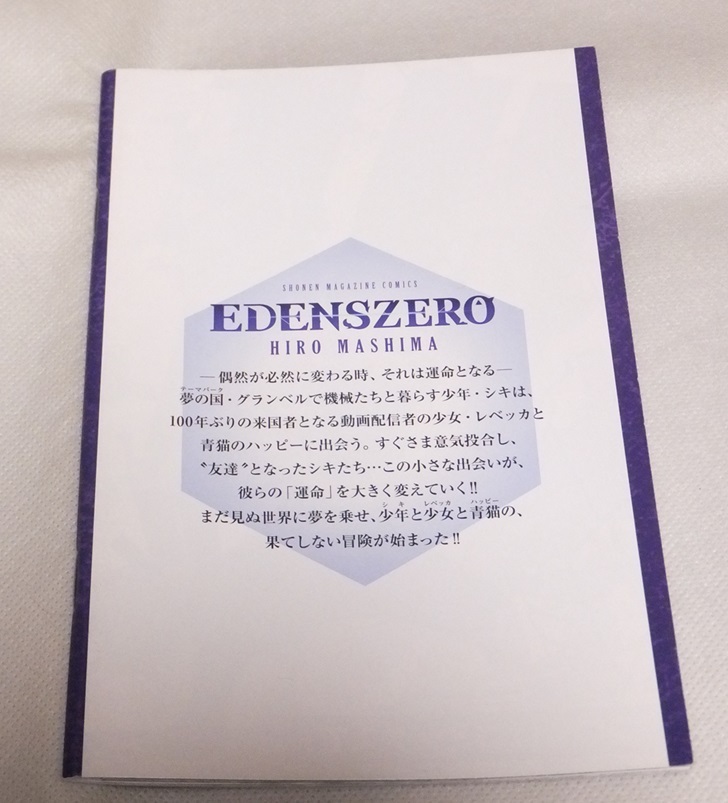 SHONEN MAGAZINE COMICS
EDENSZERO
HIRO MASHIMA
―偶然が必然に変わる時、それは運命となる―
テーマパーク
夢の国・グランベルで機械たちと暮らす少年・シキは、
100年ぶりの来国者となる動画配信者の少女・レベッカと
青猫のハッピーに出会う。すぐさま意気投合し、
〝友達〟となったシキたち…この小さな出会いが、
彼らの「運命」を大きく変えていく!!
シキ レベッカ ハッピー
まだ見ぬ世界に夢を乗せ、少年と少女と青猫の、
果てしない冒険が始まった!!